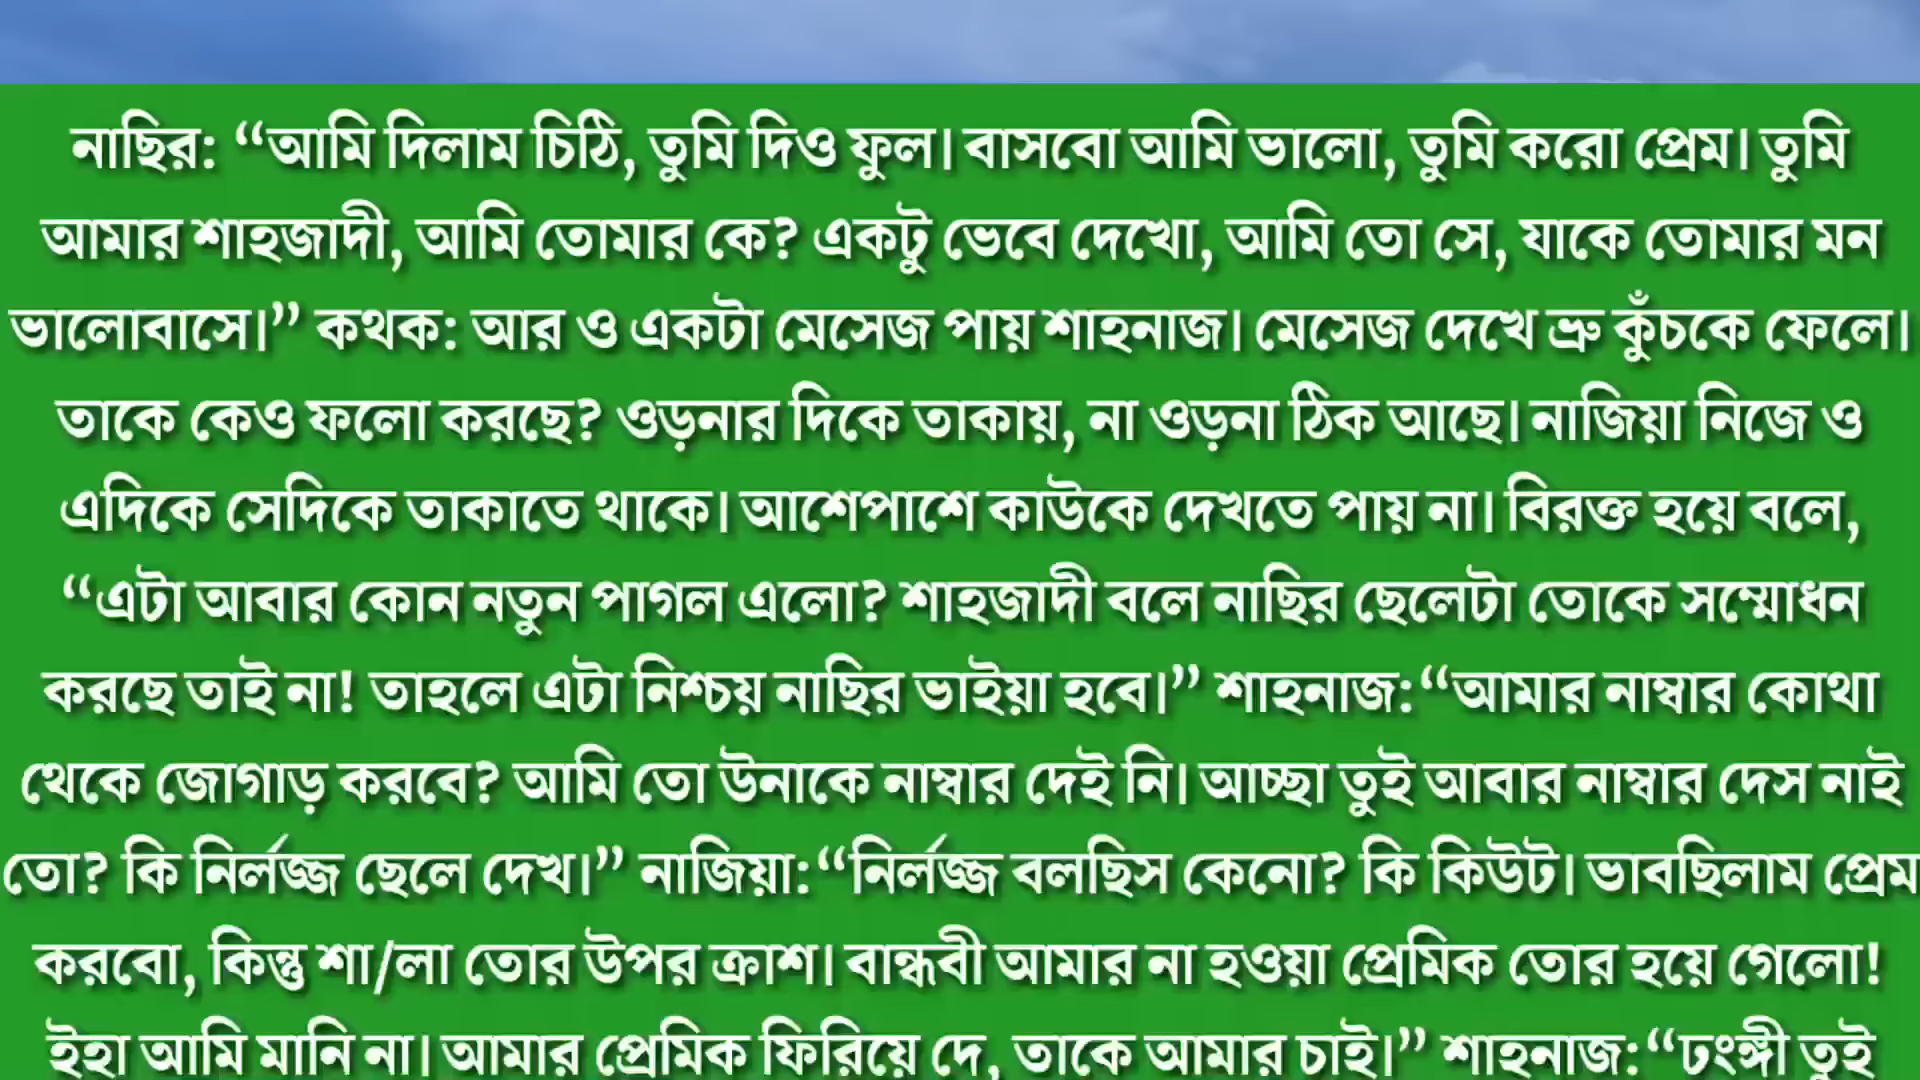 নাছির: “আমি দিলাম চিঠি, তুমি দিও ফুল। বাসবো আমি ভালো, তুমি করো প্রেম। তুমি
আমার শাহজাদী, আমি তোমার কে? একটু ভেবে দেখো, আমি তো সে, যাকে তোমার মন
ভালোবাসে।” কথক: আর ও একটা মেসেজ পায় শাহনাজ। মেসেজ দেখে ভ্রু কুঁচকে ফেলে।
তাকে কেও ফলো করছে? ওড়নার দিকে তাকায়, না ওড়না ঠিক আছে। নাজিয়া নিজে ও
এদিকে সেদিকে তাকাতে থাকে। আশেপাশে কাউকে দেখতে পায় না। বিরক্ত হয়ে বলে,
“এটা আবার কোন নতুন পাগল এলো? শাহজাদী বলে নাছির ছেলেটা তোকে সম্মোধন
করছে তাই না! তাহলে এটা নিশ্চয় নাছির ভাইয়া হবে।” শাহনাজ:“আমার নাম্বার কোথা
থেকে জোগাড় করবে? আমি তো উনাকে নাম্বার দেই নি। আচ্ছা তুই আবার নাম্বার দেস নাই
তো? কি নির্লজ্জ ছেলে দেখ।” নাজিয়া:“নির্লজ্জ বলছিস কেনো? কি কিউট। ভাবছিলাম প্রেম
করবো, কিন্তু শা/লা তোর উপর ক্রাশ। বান্ধবী আমার না হওয়া প্রেমিক তোর হয়ে গেলো!
ইহা আমি মানি না। আমার প্রেমিক ফিরিয়ে দে, তাকে আমার চাই।” শাহনাজ:“ঢংঙ্গী তুই